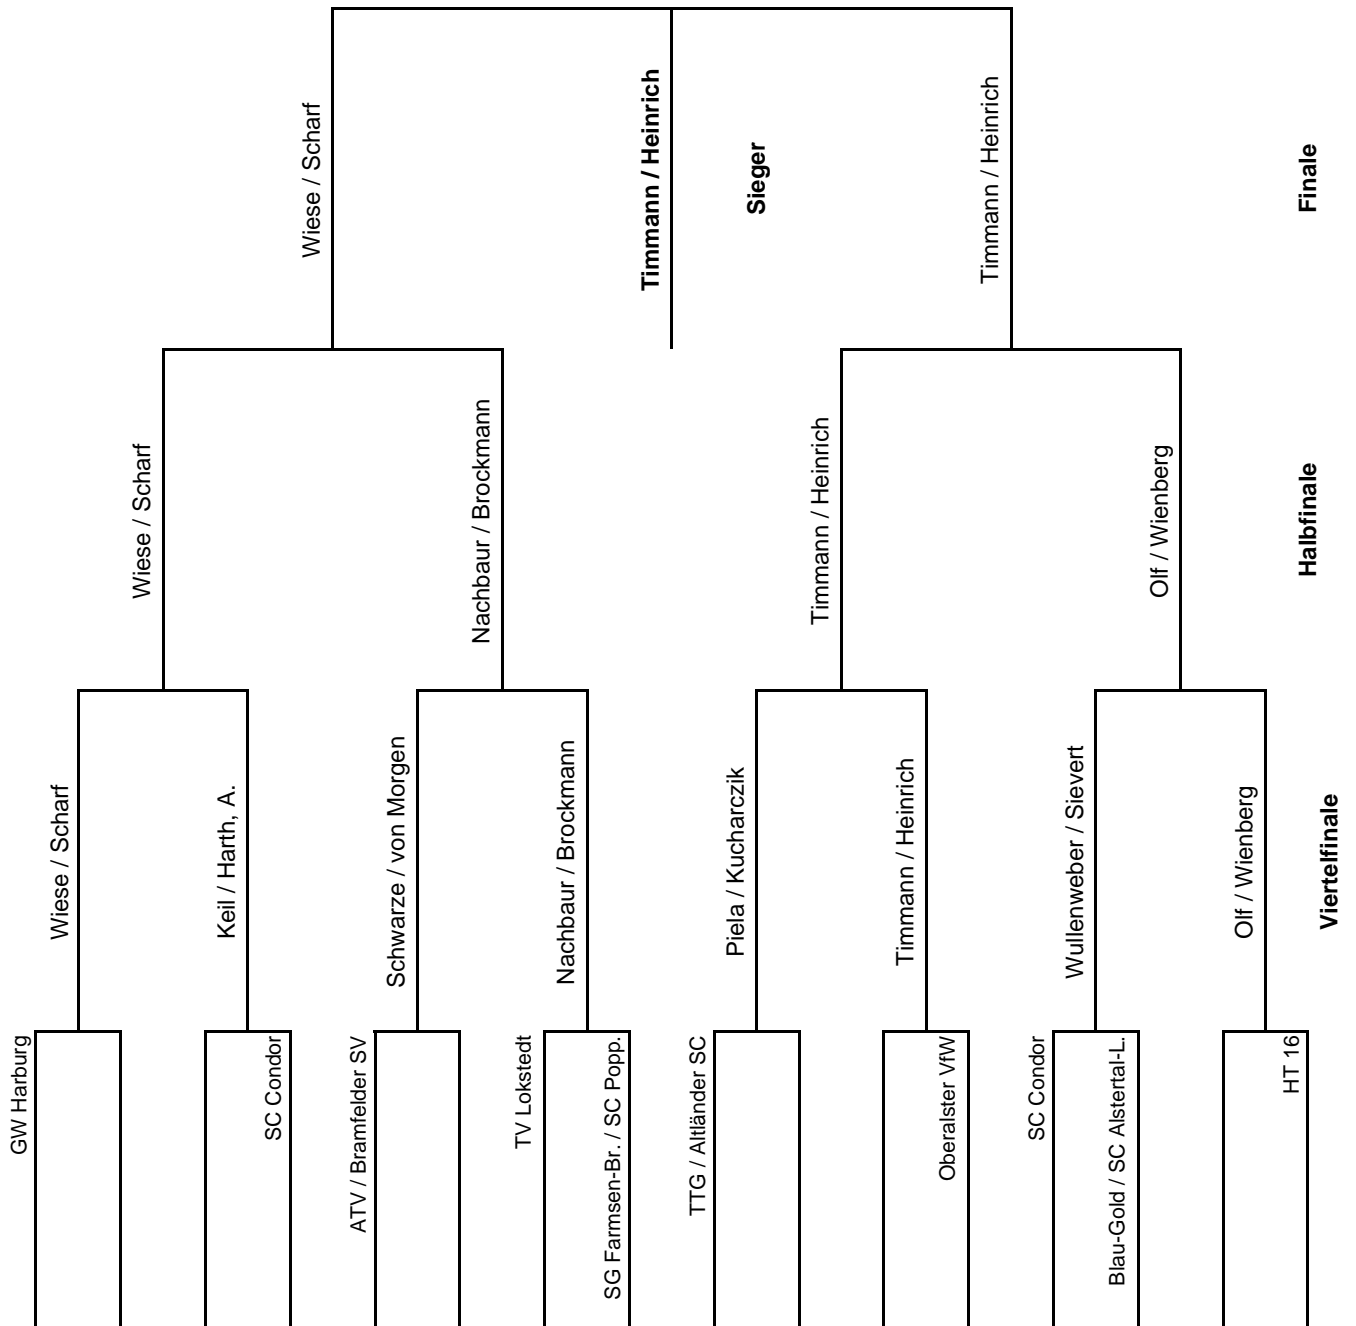 GW Harburg
SC Condor
ATV / Bramfelder SV
TV Lokstedt
SG Farmsen-Br. / SC Popp.
TTG / Altländer SC
Oberalster VfW
SC Condor
Blau-Gold / SC Alstertal-L.
HT 16
Wiese / Scharf
Keil / Harth, A.
Schwarze / von Morgen
Nachbaur / Brockmann
Piela / Kucharczik
Timmann / Heinrich
Wullenweber / Sievert
Olf / Wienberg
Viertelfinale
Wiese / Scharf
Nachbaur / Brockmann
Timmann / Heinrich
Olf / Wienberg
Halbfinale
Wiese / Scharf
Timmann / Heinrich
Sieger
Timmann / Heinrich
Finale